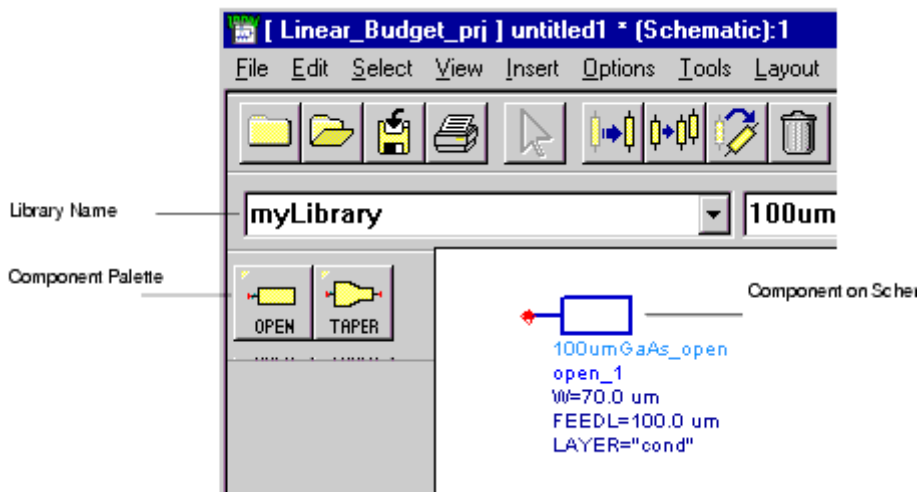 [ Linear_Budget_prj ] untitled1 * (Schematic):1
File Edit Select View Insert Options Tools Layout
Library Name
myLibrary 100um
Component Palette
OPEN TAPER
Component on Scher
100umGaAs_open
open_1
W=70.0 um
FEEDL=100.0 um
LAYER="cond"